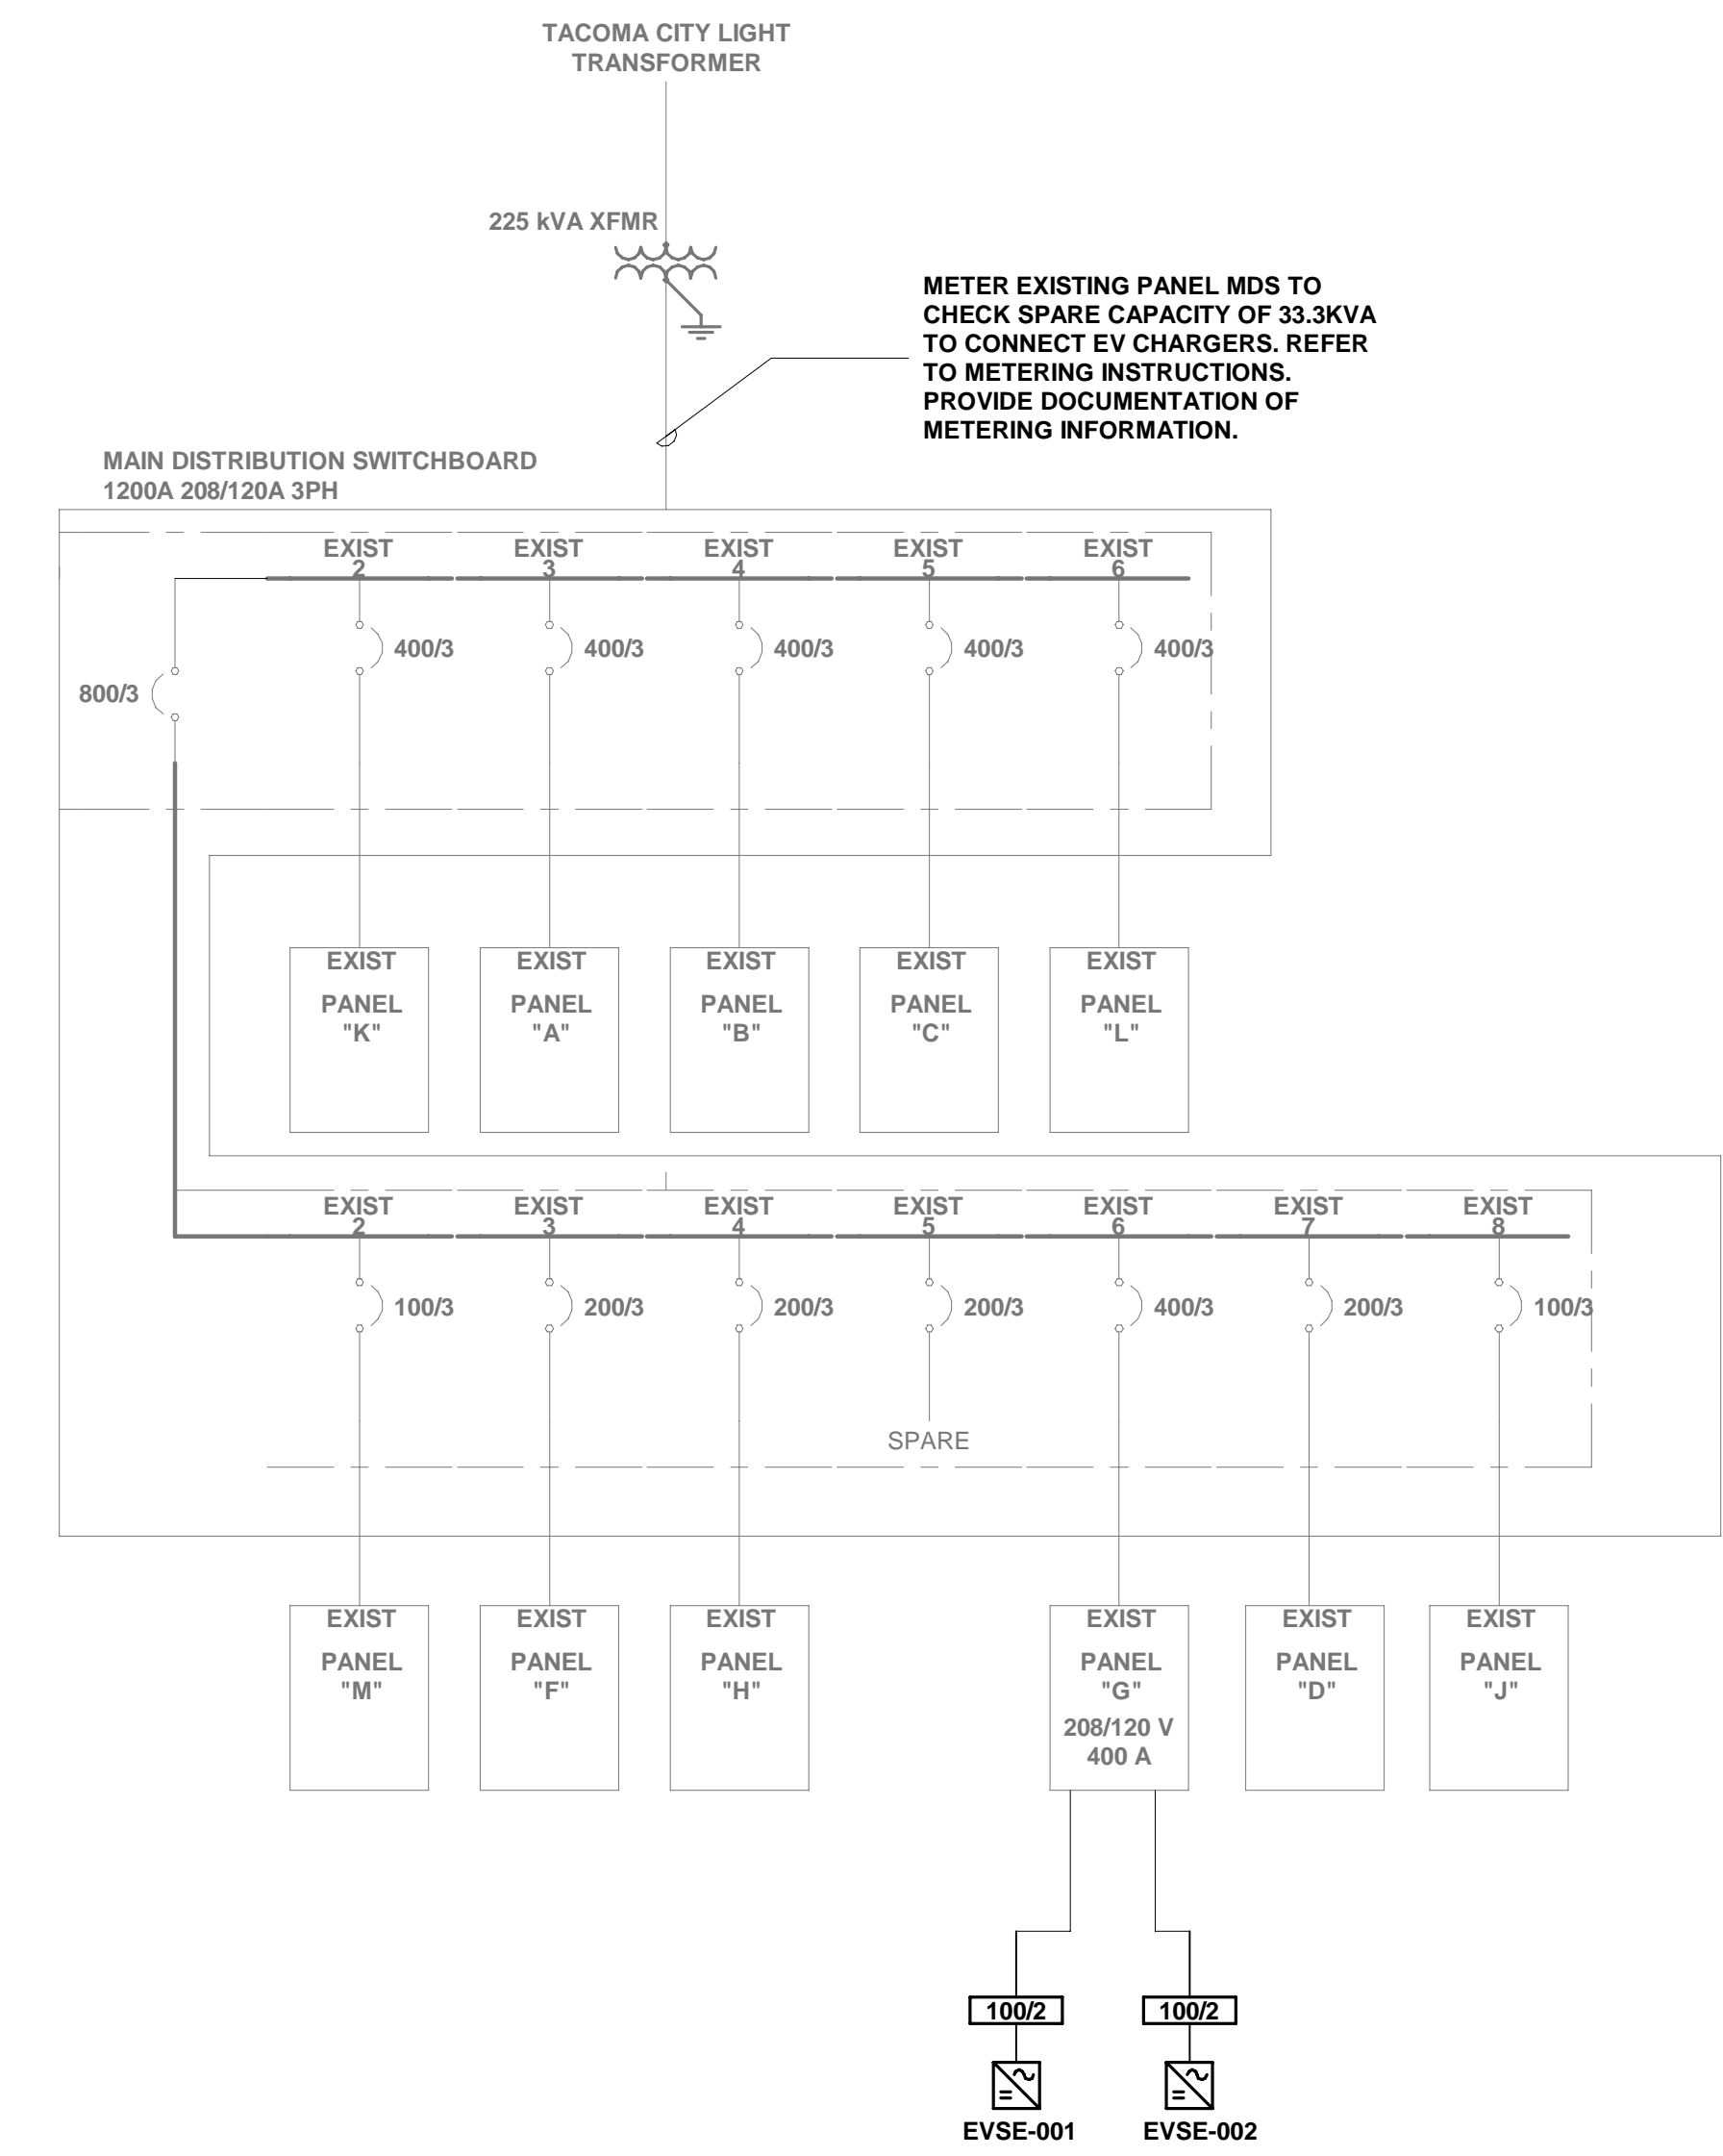 TACOMA CITY LIGHT
TRANSFORMER
225 kVA XFMR
METER EXISTING PANEL MDS TO
CHECK SPARE CAPACITY OF 33.3KVA
TO CONNECT EV CHARGERS. REFER
TO METERING INSTRUCTIONS.
PROVIDE DOCUMENTATION OF
METERING INFORMATION.
MAIN DISTRIBUTION SWITCHBOARD
1200A 208/120A 3PH
EXIST EXIST EXIST EXIST EXIST
2 3 4 5 6
400/3 400/3 400/3 400/3 400/3
800/3
EXIST EXIST EXIST EXIST EXIST
PANEL PANEL PANEL PANEL PANEL
"K" "A" "B" "C" "L"
EXIST EXIST EXIST EXIST EXIST EXIST EXIST
2 3 4 5 6 7 8
100/3 200/3 200/3 200/3 400/3 200/3 100/3
SPARE
EXIST EXIST EXIST EXIST EXIST EXIST
PANEL PANEL PANEL PANEL PANEL PANEL
"M" "F" "H" "G" "D" "J"
208/120 V
400 A
100/2 100/2
EVSE-001 EVSE-002